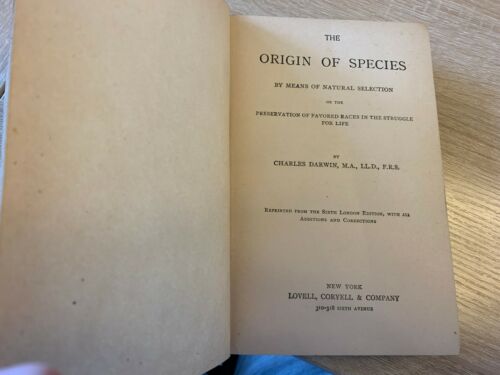 THE
ORIGIN OF SPECIES
BY MEANS OF NATURAL SELECTION
OR THE
PRESERVATION OF FAVORED RACES IN THE STRUGGLE
FOR LIFE
BY
CHARLES DARWIN, M.A., LL.D., F.R.S.
REPRINTED FROM THE SIXTH LONDON EDITION, WITH ALL
ADDITIONS AND CORRECTIONS
NEW YORK
LOVELL, CORYELL & COMPANY
310-318 SIXTH AVENUE